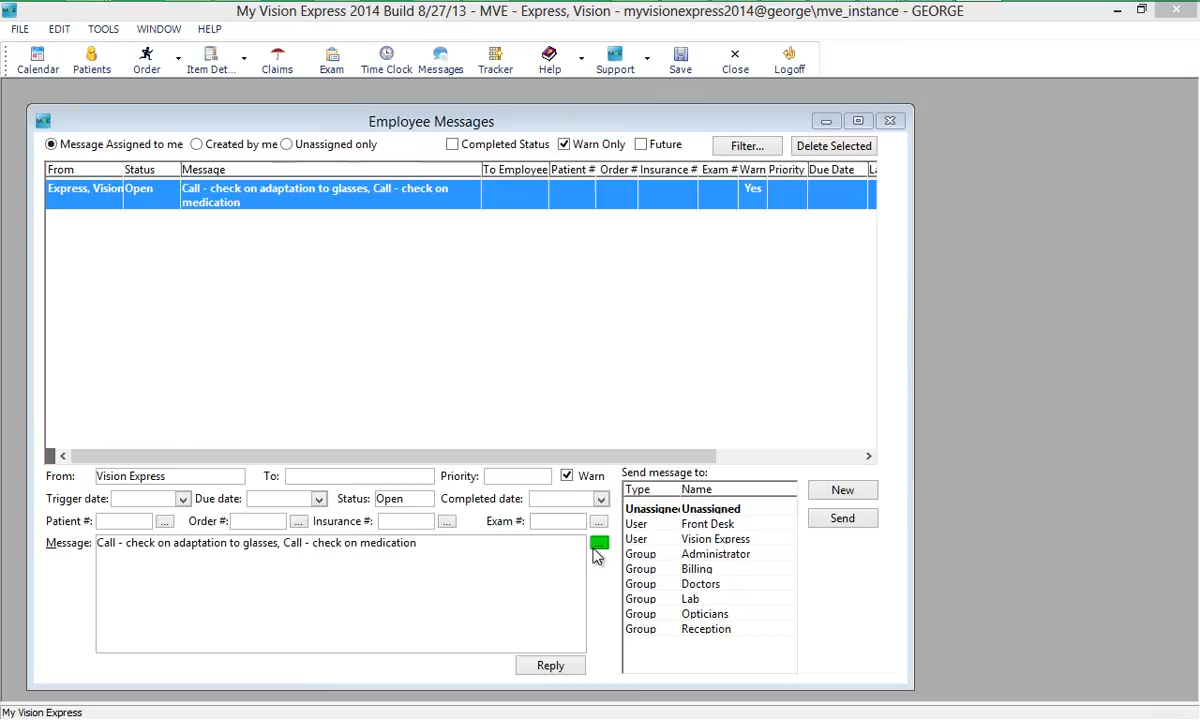 My Vision Express 2014 Build 8/27/13 - MVE - Express, Vision - myvisionexpress2014@george\mve_instance - GEORGE
FILE EDIT TOOLS WINDOW HELP
Calendar Patients Order Item Det... Claims Exam Time Clock Messages Tracker Help Support Save Close Logoff
Employee Messages
Message Assigned to me Created by me Unassigned only Completed Status Warn Only Future Filter... Delete Selected
From Status Message To Employee Patient # Order # Insurance # Exam # Warn Priority Due Date La
Express, Vision Open Call - check on adaptation to glasses, Call - check on Yes
medication
From: Vision Express To: Priority: Warn
Trigger date: Due date: Status: Open Completed date:
Patient #: ... Order #: ... Insurance #: ... Exam #: ...
Message: Call - check on adaptation to glasses, Call - check on medication
Reply
Send message to:
Type Name
Unassigned Unassigned
User Front Desk
User Vision Express
Group Administrator
Group Billing
Group Doctors
Group Lab
Group Opticians
Group Reception
New
Send
My Vision Express